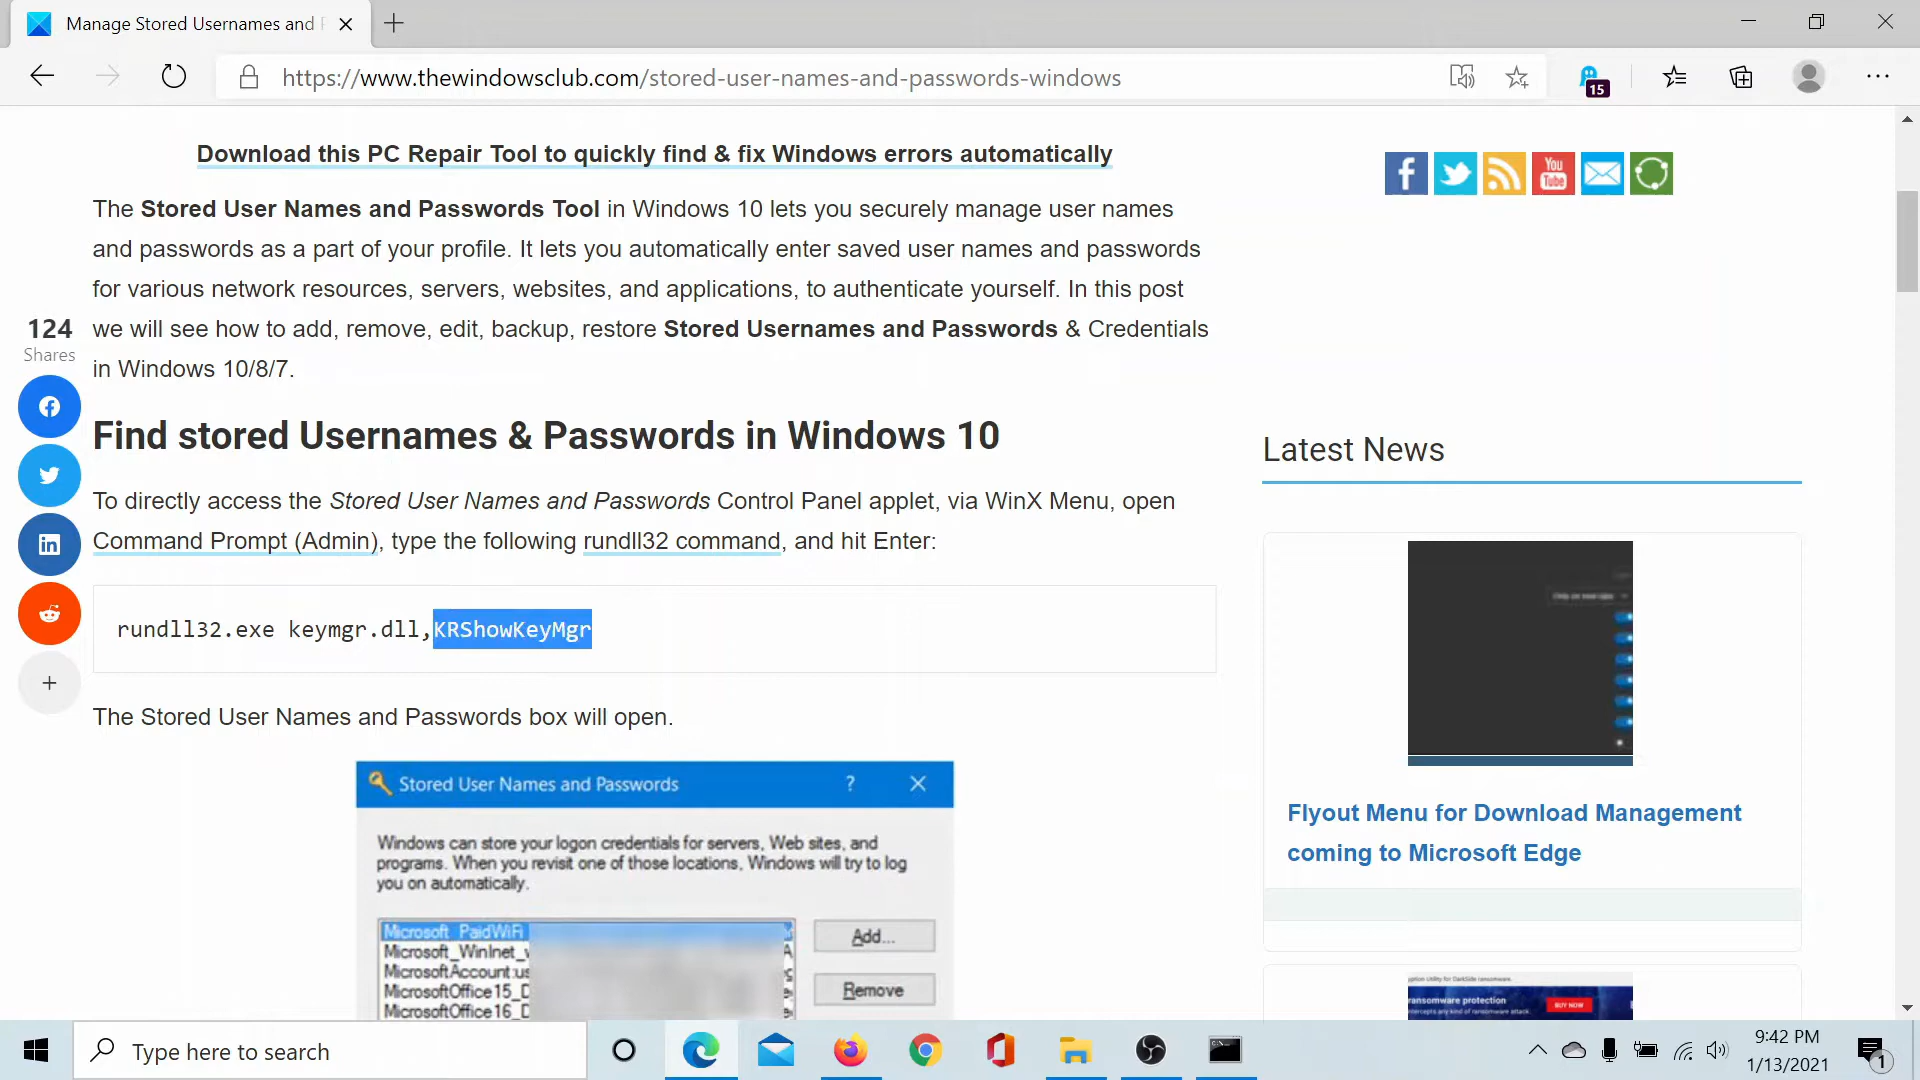 Manage Stored Usernames and
https://www.thewindowsclub.com/stored-user-names-and-passwords-windows
15
Download this PC Repair Tool to quickly find & fix Windows errors automatically
The Stored User Names and Passwords Tool in Windows 10 lets you securely manage user names
and passwords as a part of your profile. It lets you automatically enter saved user names and passwords
for various network resources, servers, websites, and applications, to authenticate yourself. In this post
we will see how to add, remove, edit, backup, restore Stored Usernames and Passwords & Credentials
in Windows 10/8/7.
124
Shares
Find stored Usernames & Passwords in Windows 10
To directly access the Stored User Names and Passwords Control Panel applet, via WinX Menu, open
Command Prompt (Admin), type the following rundll32 command, and hit Enter:
rundll32.exe keymgr.dll,KRShowKeyMgr
The Stored User Names and Passwords box will open.
Stored User Names and Passwords
?
Windows can store your logon credentials for servers, Web sites, and
programs. When you revisit one of those locations, Windows will try to log
you on automatically.
Microsoft_PaidWiFi
Microsoft_WinInet_
MicrosoftAccount:us
MicrosoftOffice15_D
MicrosoftOffice16_D
Add...
Remove
You
Tube
Latest News
Flyout Menu for Download Management
coming to Microsoft Edge
ransomware protection
BUY NOW
Type here to search
9:42 PM
1/13/2021
1